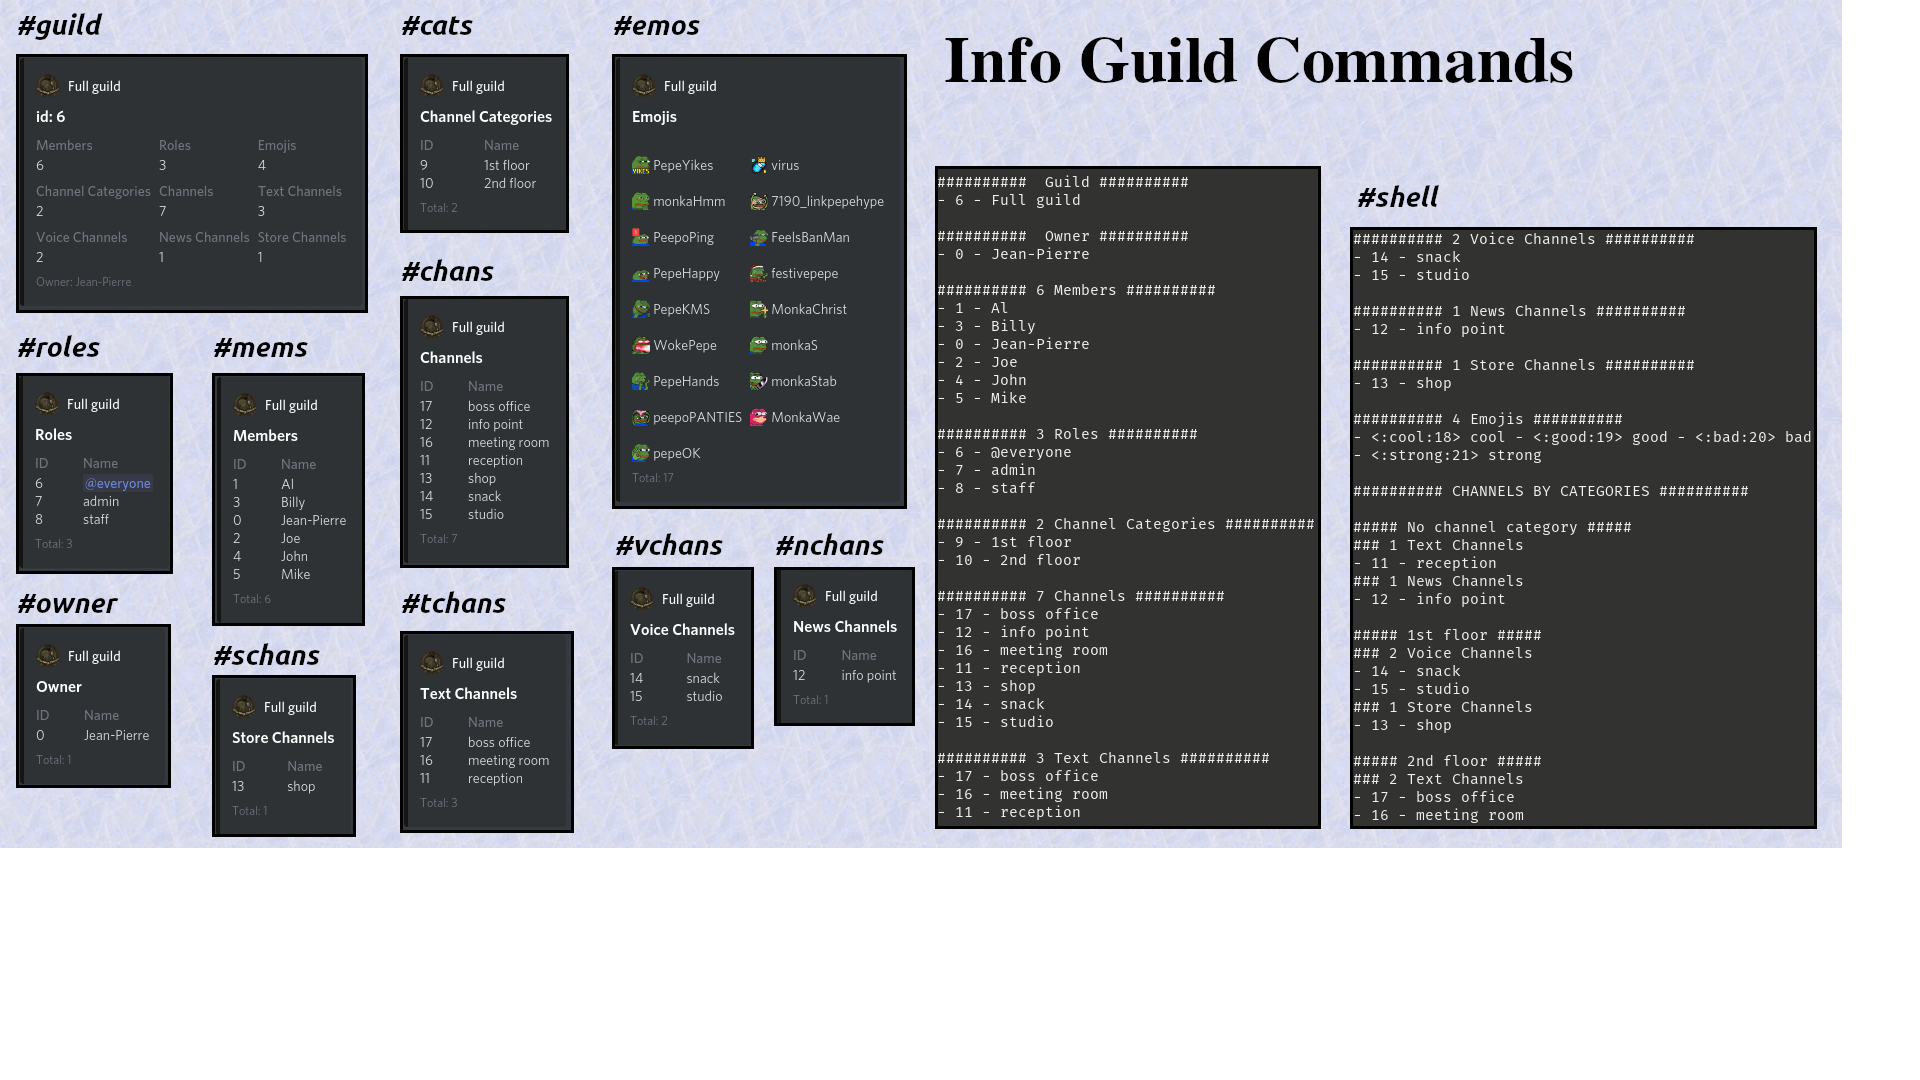 #guild
Full guild
id: 6
Members Roles Emojis
6 3 4
Channel Categories Channels Text Channels
2 7 3
Voice Channels News Channels Store Channels
2 1 1
Owner: Jean-Pierre
#roles
Full guild
Roles
ID Name
6 @everyone
7 admin
8 staff
Total: 3
#owner
Full guild
Owner
ID Name
0 Jean-Pierre
Total: 1
#mems
Full guild
Members
ID Name
1 Al
3 Billy
0 Jean-Pierre
2 Joe
4 John
5 Mike
Total: 6
#schans
Full guild
Store Channels
ID Name
13 shop
Total: 1
#cats
Full guild
Channel Categories
ID Name
9 1st floor
10 2nd floor
Total: 2
#chans
Full guild
Channels
ID Name
17 boss office
12 info point
16 meeting room
11 reception
13 shop
14 snack
15 studio
Total: 7
#tchans
Full guild
Text Channels
ID Name
17 boss office
16 meeting room
11 reception
Total: 3
#emos
Full guild
Emojis
PepeYikes virus
monkaHmm 7190_linkpepehype
PeepoPing FeelsBanMan
PepeHappy festivepepe
PepeKMS MonkaChrist
WokePepe monkaS
PepeHands monkaStab
peepoPANTIES MonkaWae
pepeOK
Total: 17
#vchans
Full guild
Voice Channels
ID Name
14 snack
15 studio
Total: 2
#nchans
Full guild
News Channels
ID Name
12 info point
Total: 1
Info Guild Commands
########## Guild ##########
- 6 - Full guild
########## Owner ##########
- 0 - Jean-Pierre
########## 6 Members ##########
- 1 - Al
- 3 - Billy
- 0 - Jean-Pierre
- 2 - Joe
- 4 - John
- 5 - Mike
########## 3 Roles ##########
- 6 - @everyone
- 7 - admin
- 8 - staff
########## 2 Channel Categories ##########
- 9 - 1st floor
- 10 - 2nd floor
########## 7 Channels ##########
- 17 - boss office
- 12 - info point
- 16 - meeting room
- 11 - reception
- 13 - shop
- 14 - snack
- 15 - studio
########## 3 Text Channels ##########
- 17 - boss office
- 16 - meeting room
- 11 - reception
#shell
########## 2 Voice Channels ##########
- 14 - snack
- 15 - studio
########## 1 News Channels ##########
- 12 - info point
########## 1 Store Channels ##########
- 13 - shop
########## 4 Emojis ##########
- <:cool:18> cool - <:good:19> good - <:bad:20> bad
- <:strong:21> strong
########## CHANNELS BY CATEGORIES ##########
##### No channel category #####
### 1 Text Channels
- 11 - reception
### 1 News Channels
- 12 - info point
##### 1st floor #####
### 2 Voice Channels
- 14 - snack
- 15 - studio
### 1 Store Channels
- 13 - shop
##### 2nd floor #####
### 2 Text Channels
- 17 - boss office
- 16 - meeting room